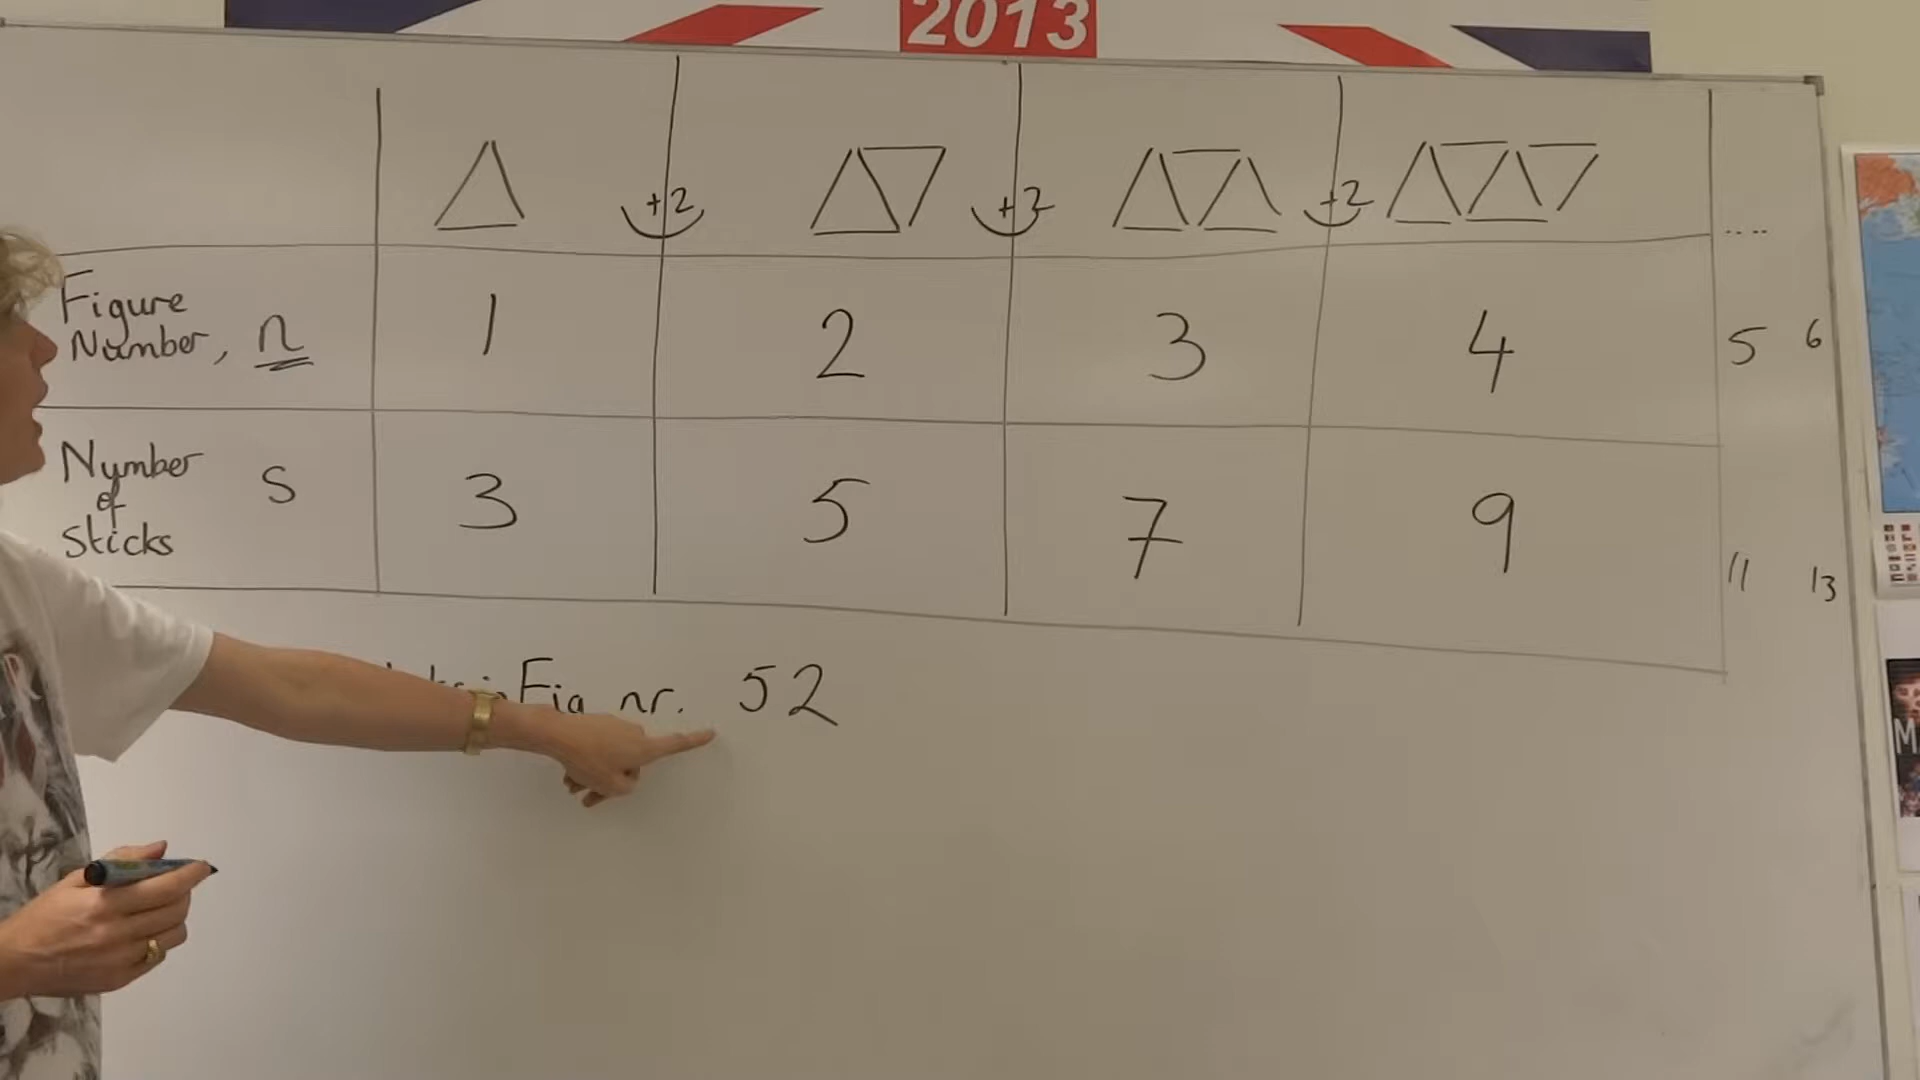 2013
+2 +2 +2
....
Figure
Number, n 1 2 3 4 5 6
Nymber
of S 3 5 7 9 11 13
Sticks
Fig nr. 52
M